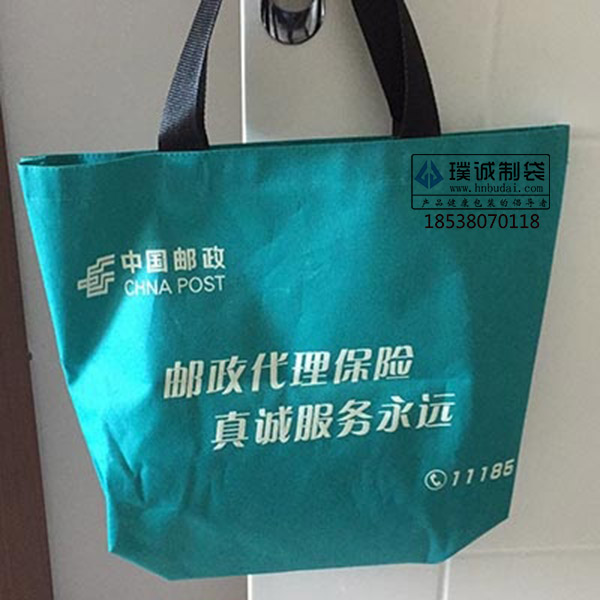 璞诚制袋
www.hnbudai.com
产品健康包装的倡导者
18538070118
中国邮政
CHNA POST
邮政代理保险
真诚服务永远
11185